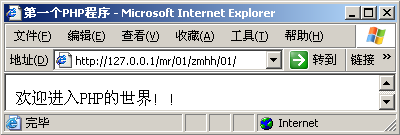 第一个PHP程序 - Microsoft Internet Explorer
文件(F) 编辑(E) 查看(V) 收藏(A) 工具(T) 帮助(H)
地址(D) http://127.0.0.1/mr/01/zmhh/01/ 转到 链接 »
欢迎进入PHP的世界！！
完毕 Internet